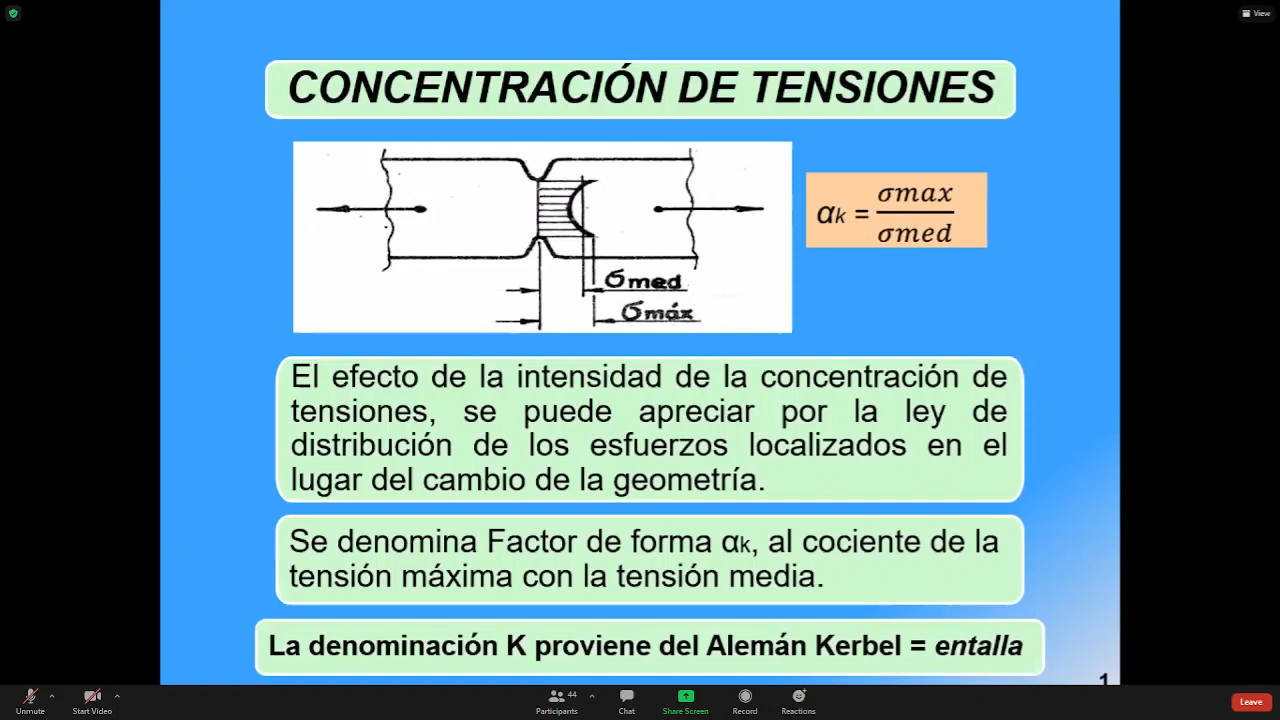 View
CONCENTRACIÓN DE TENSIONES
σmax
αk =
σmed
σmed
σmáx
El efecto de la intensidad de la concentración de
tensiones, se puede apreciar por la ley de
distribución de los esfuerzos localizados en el
lugar del cambio de la geometría.
Se denomina Factor de forma αk, al cociente de la
tensión máxima con la tensión media.
La denominación K proviene del Alemán Kerbel = entalla
1
44
Unmute Start Video Participants Chat Share Screen Record Reactions Leave